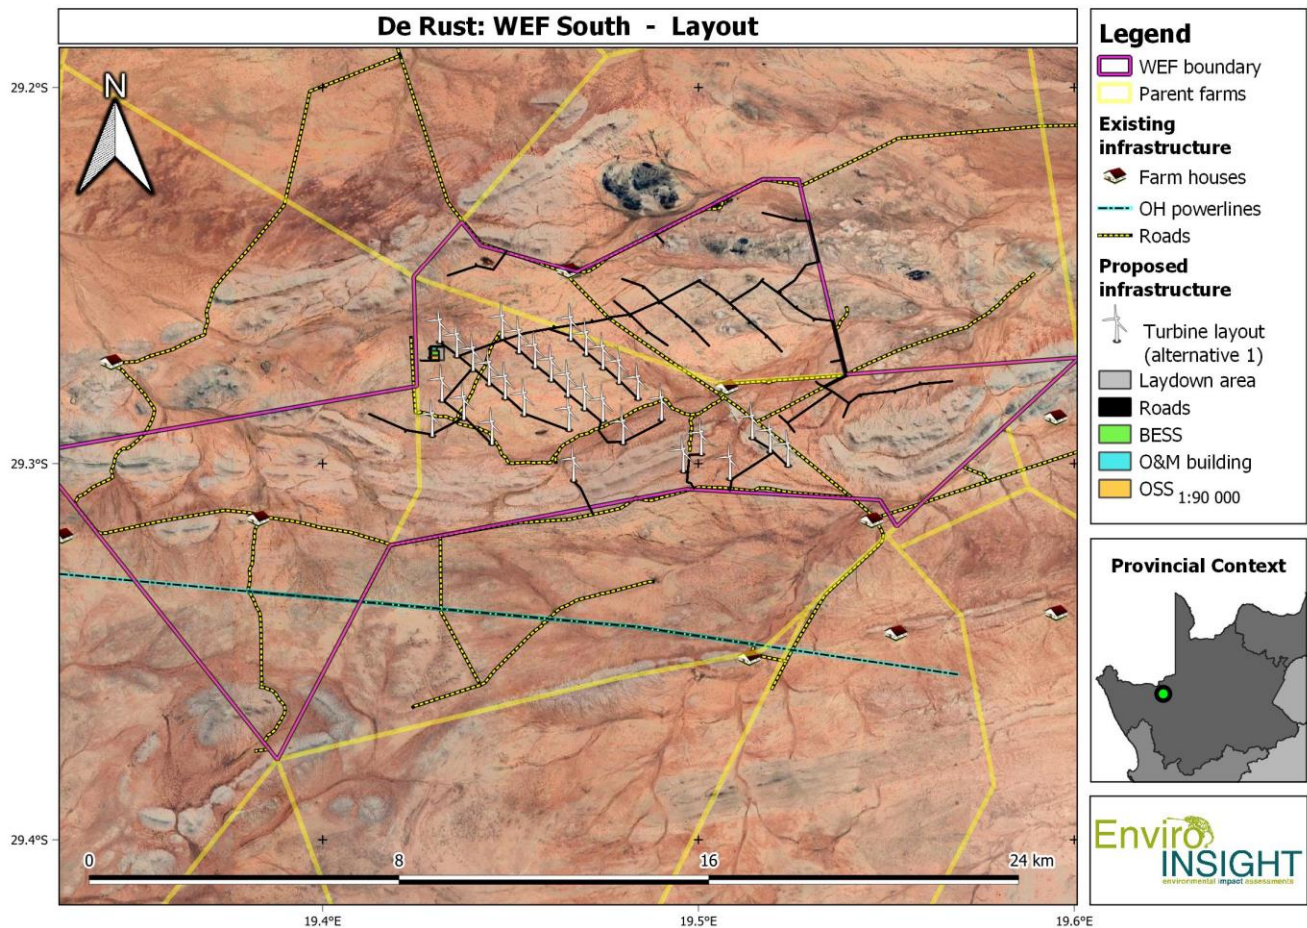 De Rust: WEF South - Layout
N
29.2°S
29.3°S
29.4°S
0 8 16 24 km
19.4°E 19.5°E 19.6°E
Legend
WEF boundary
Parent farms
Existing
infrastructure
Farm houses
OH powerlines
Roads
Proposed
infrastructure
Turbine layout
(alternative 1)
Laydown area
Roads
BESS
O&M building
OSS 1:90 000
Provincial Context
Enviro
INSIGHT
environmental impact assessments